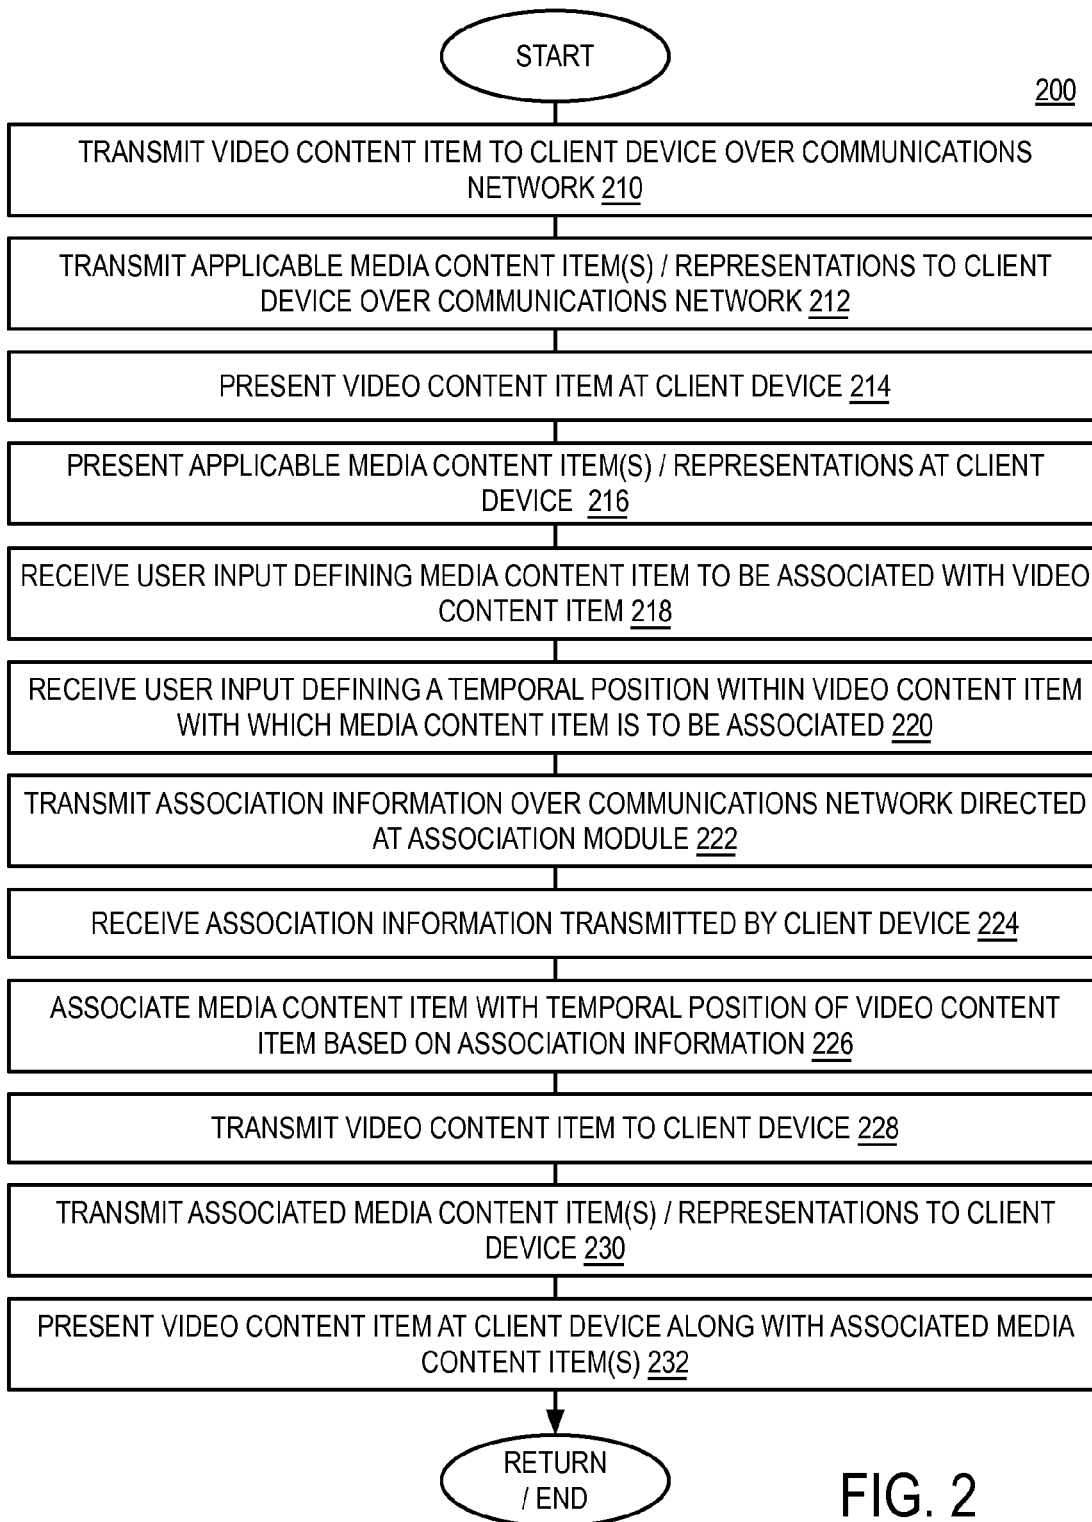 START
200
TRANSMIT VIDEO CONTENT ITEM TO CLIENT DEVICE OVER COMMUNICATIONS
NETWORK 210
TRANSMIT APPLICABLE MEDIA CONTENT ITEM(S) / REPRESENTATIONS TO CLIENT
DEVICE OVER COMMUNICATIONS NETWORK 212
PRESENT VIDEO CONTENT ITEM AT CLIENT DEVICE 214
PRESENT APPLICABLE MEDIA CONTENT ITEM(S) / REPRESENTATIONS AT CLIENT
DEVICE 216
RECEIVE USER INPUT DEFINING MEDIA CONTENT ITEM TO BE ASSOCIATED WITH VIDEO
CONTENT ITEM 218
RECEIVE USER INPUT DEFINING A TEMPORAL POSITION WITHIN VIDEO CONTENT ITEM
WITH WHICH MEDIA CONTENT ITEM IS TO BE ASSOCIATED 220
TRANSMIT ASSOCIATION INFORMATION OVER COMMUNICATIONS NETWORK DIRECTED
AT ASSOCIATION MODULE 222
RECEIVE ASSOCIATION INFORMATION TRANSMITTED BY CLIENT DEVICE 224
ASSOCIATE MEDIA CONTENT ITEM WITH TEMPORAL POSITION OF VIDEO CONTENT
ITEM BASED ON ASSOCIATION INFORMATION 226
TRANSMIT VIDEO CONTENT ITEM TO CLIENT DEVICE 228
TRANSMIT ASSOCIATED MEDIA CONTENT ITEM(S) / REPRESENTATIONS TO CLIENT
DEVICE 230
PRESENT VIDEO CONTENT ITEM AT CLIENT DEVICE ALONG WITH ASSOCIATED MEDIA
CONTENT ITEM(S) 232
RETURN
/ END
FIG. 2